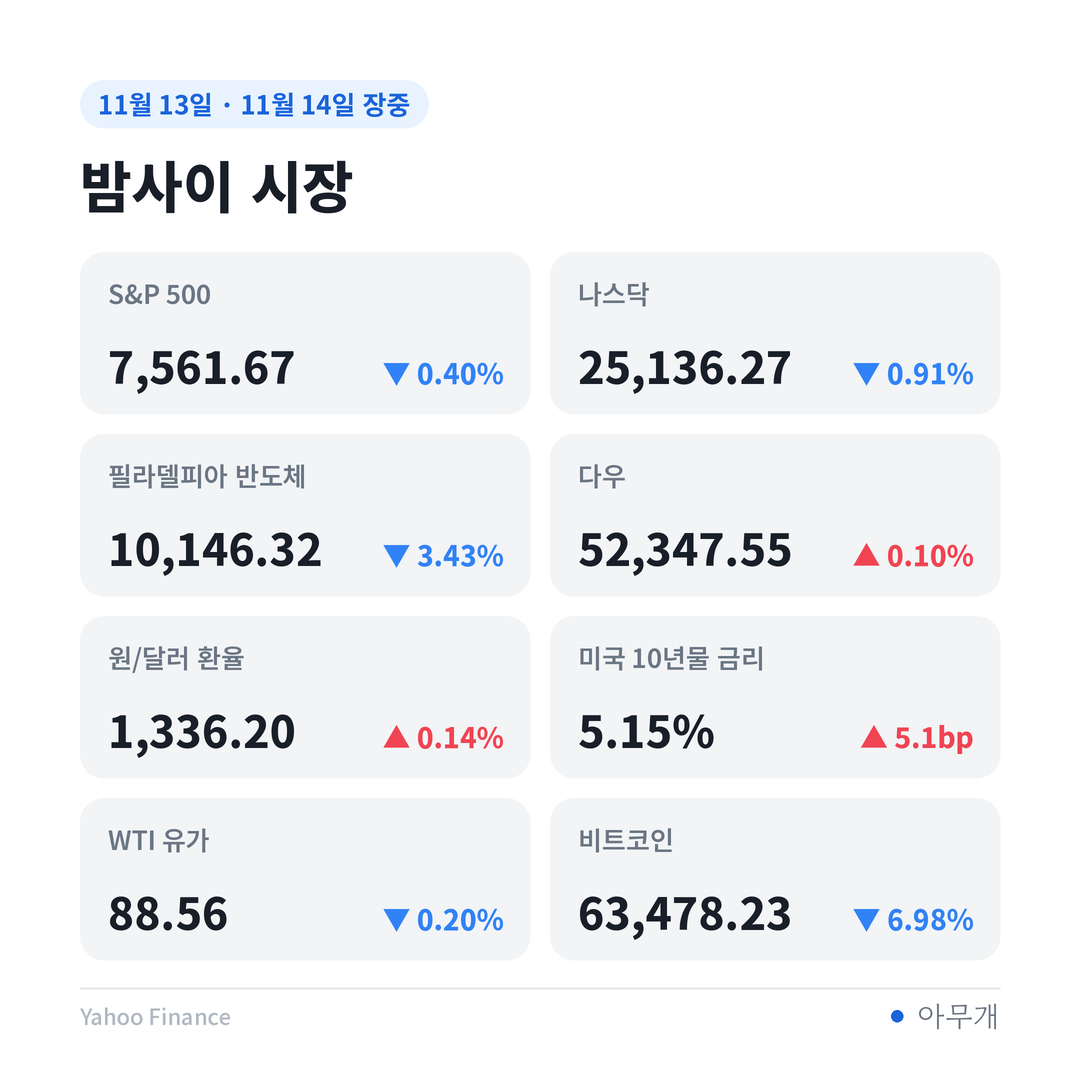 11월 13일 · 11월 14일 장중
밤사이 시장
S&P 500
7,561.67 ▼ 0.40%
나스닥
25,136.27 ▼ 0.91%
필라델피아 반도체
10,146.32 ▼ 3.43%
다우
52,347.55 ▲ 0.10%
원/달러 환율
1,336.20 ▲ 0.14%
미국 10년물 금리
5.15% ▲ 5.1bp
WTI 유가
88.56 ▼ 0.20%
비트코인
63,478.23 ▼ 6.98%
Yahoo Finance
아무개